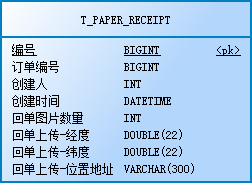 T_PAPER_RECEIPT
编号 BIGINT <pk>
订单编号 BIGINT
创建人 INT
创建时间 DATETIME
回单图片数量 INT
回单上传-经度 DOUBLE(22)
回单上传-纬度 DOUBLE(22)
回单上传-位置地址 VARCHAR(300)